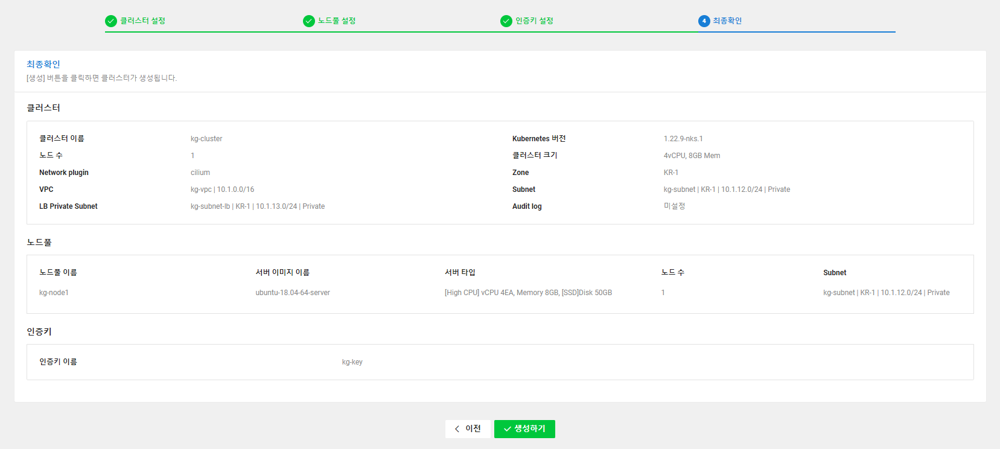 클러스터 설정 노드풀 설정 인증키 설정 4 최종확인
최종확인
[생성] 버튼을 클릭하면 클러스터가 생성됩니다.
클러스터
클러스터 이름 kg-cluster Kubernetes 버전 1.22.9-nks.1
노드 수 1 클러스터 크기 4vCPU, 8GB Mem
Network plugin cilium Zone KR-1
VPC kg-vpc | 10.1.0.0/16 Subnet kg-subnet | KR-1 | 10.1.12.0/24 | Private
LB Private Subnet kg-subnet-lb | KR-1 | 10.1.13.0/24 | Private Audit log 미설정
노드풀
노드풀 이름 서버 이미지 이름 서버 타입 노드 수 Subnet
kg-node1 ubuntu-18.04-64-server [High CPU] vCPU 4EA, Memory 8GB, [SSD]Disk 50GB 1 kg-subnet | KR-1 | 10.1.12.0/24 | Private
인증키
인증키 이름 kg-key
이전 생성하기